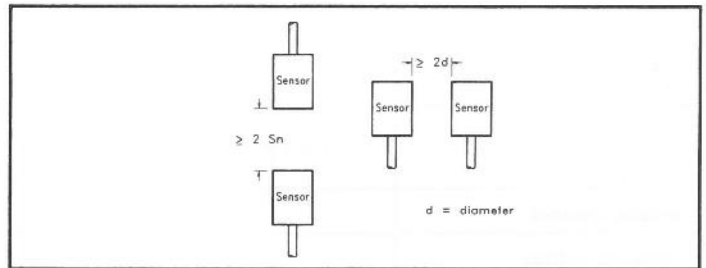 Sensor
≥ 2 Sn
Sensor
≥ 2d
Sensor
Sensor
d = diameter